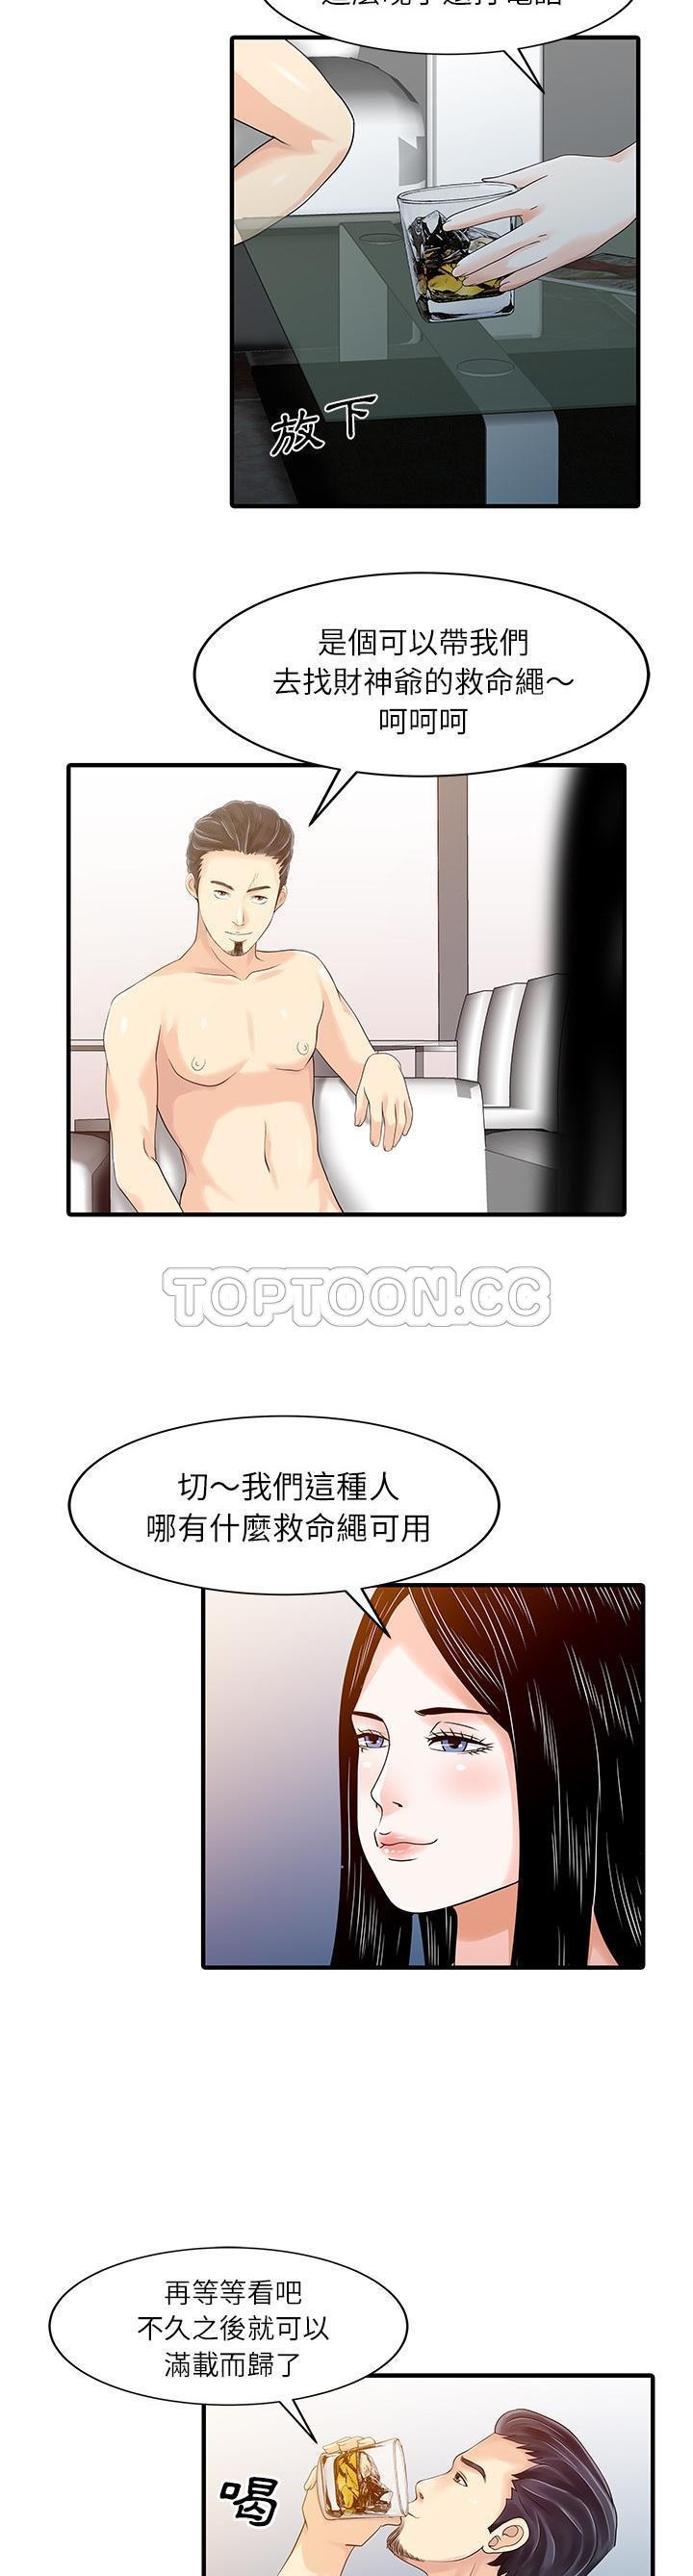 放下
是個可以帶我們
去找財神爺的救命繩～
呵呵呵
TOPTOON.CC
切～我們這種人
哪有什麼救命繩可用
再等等看吧
不久之後就可以
滿載而歸了
喝